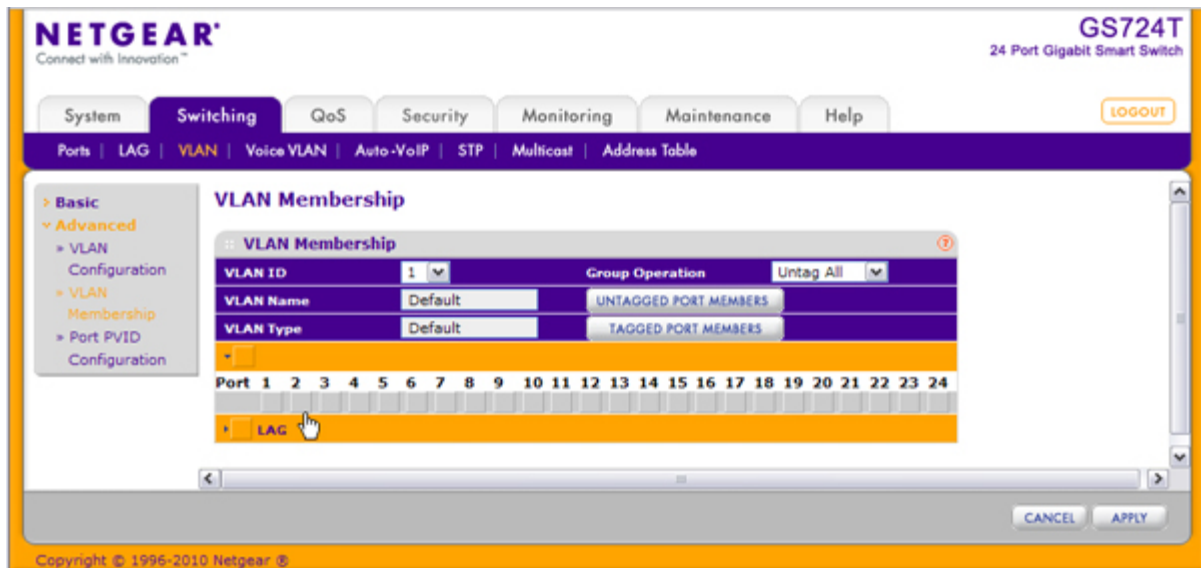 NETGEAR®
Connect with Innovation™
GS724T
24 Port Gigabit Smart Switch
System Switching QoS Security Monitoring Maintenance Help LOGOUT
Ports | LAG | VLAN | Voice VLAN | Auto-VoIP | STP | Multicast | Address Table
Basic
Advanced
» VLAN
Configuration
» VLAN
Membership
» Port PVID
Configuration
VLAN Membership
VLAN Membership
VLAN ID 1 Group Operation Untag All
VLAN Name Default UNTAGGED PORT MEMBERS
VLAN Type Default TAGGED PORT MEMBERS
Port 1 2 3 4 5 6 7 8 9 10 11 12 13 14 15 16 17 18 19 20 21 22 23 24
LAG
CANCEL APPLY
Copyright © 1996-2010 Netgear ®